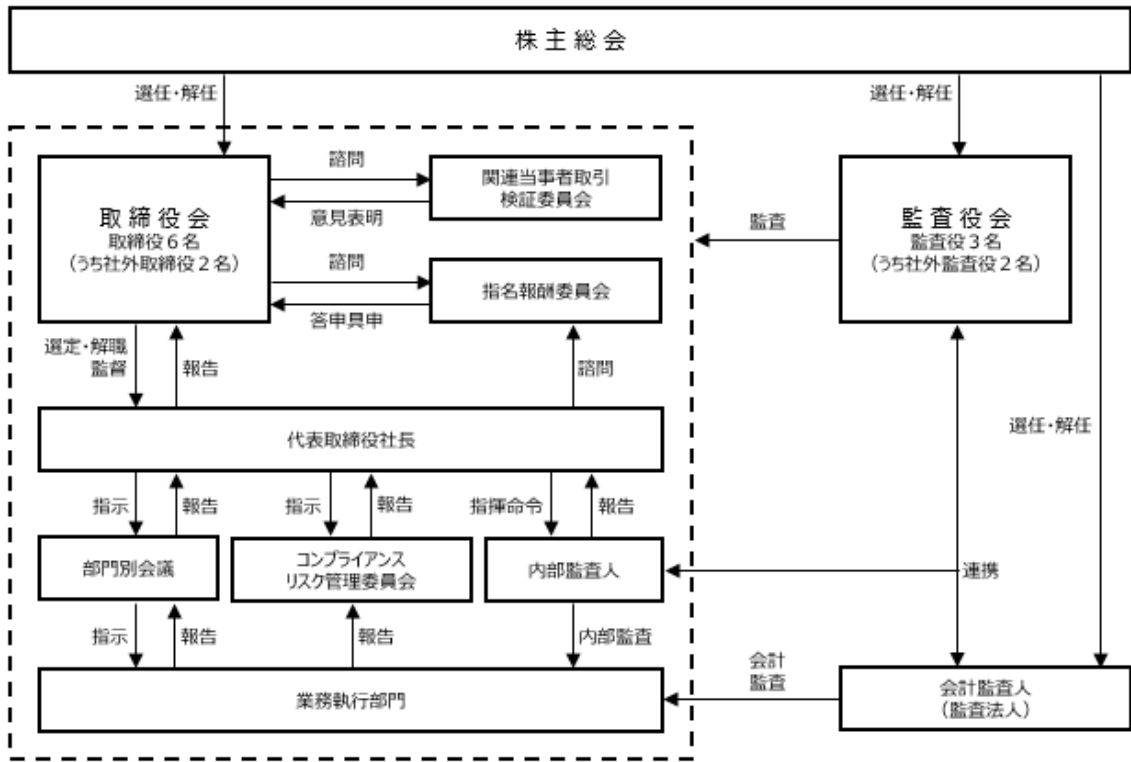 株主総会
選任・解任
選任・解任
取締役会
取締役６名
（うち社外取締役２名）
諮問
意見表明
関連当事者取引
検証委員会
諮問
答申具申
指名報酬委員会
監査
監査役会
監査役３名
（うち社外監査役２名）
選定・解職
監督
報告
諮問
選任・解任
代表取締役社長
指示
報告
指示
報告
指揮命令
報告
部門別会議
コンプライアンス
リスク管理委員会
内部監査人
連携
指示
報告
報告
内部監査
会計
監査
業務執行部門
会計監査人
（監査法人）